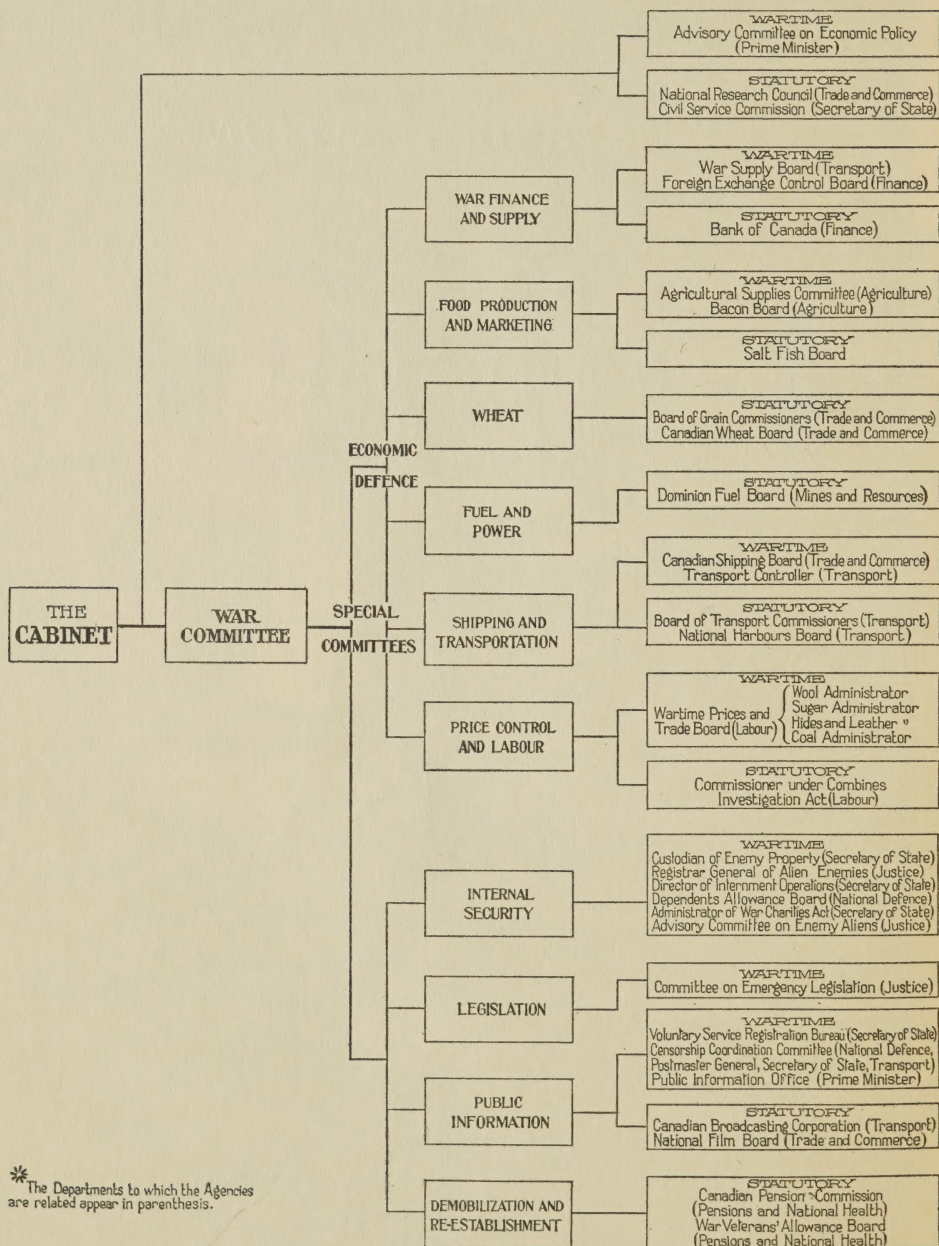 WARTIME
Advisory Committee on Economic Policy
(Prime Minister)
STATUTORY
National Research Council (Trade and Commerce)
Civil Service Commission (Secretary of State)
WAR FINANCE
AND SUPPLY
WARTIME
War Supply Board (Transport)
Foreign Exchange Control Board (Finance)
STATUTORY
Bank of Canada (Finance)
FOOD PRODUCTION
AND MARKETING
WARTIME
Agricultural Supplies Committee (Agriculture)
Bacon Board (Agriculture)
STATUTORY
Salt Fish Board
WHEAT
STATUTORY
Board of Grain Commissioners (Trade and Commerce)
Canadian Wheat Board (Trade and Commerce)
ECONOMIC
DEFENCE
FUEL AND
POWER
STATUTORY
Dominion Fuel Board (Mines and Resources)
THE
CABINET
WAR
COMMITTEE
SPECIAL
COMMITTEES
SHIPPING AND
TRANSPORTATION
WARTIME
Canadian Shipping Board (Trade and Commerce)
Transport Controller (Transport)
STATUTORY
Board of Transport Commissioners (Transport)
National Harbours Board (Transport)
PRICE CONTROL
AND LABOUR
WARTIME
Wartime Prices and
Trade Board (Labour)
Wool Administrator
Sugar Administrator
Hides and Leather "
Coal Administrator
STATUTORY
Commissioner under Combines
Investigation Act (Labour)
INTERNAL
SECURITY
WARTIME
Custodian of Enemy Property (Secretary of State)
Registrar General of Alien Enemies (Justice)
Director of Internment Operations (Secretary of State)
Dependents Allowance Board (National Defence)
Administrator of War Charities Act (Secretary of State)
Advisory Committee on Enemy Aliens (Justice)
LEGISLATION
WARTIME
Committee on Emergency Legislation (Justice)
PUBLIC
INFORMATION
WARTIME
Voluntary Service Registration Bureau (Secretary of State)
Censorship Coordination Committee (National Defence,
Postmaster General, Secretary of State, Transport)
Public Information Office (Prime Minister)
STATUTORY
Canadian Broadcasting Corporation (Transport)
National Film Board (Trade and Commerce)
DEMOBILIZATION AND
RE-ESTABLISHMENT
STATUTORY
Canadian Pension Commission
(Pensions and National Health)
War Veterans' Allowance Board
(Pensions and National Health)
* The Departments to which the Agencies
are related appear in parenthesis.